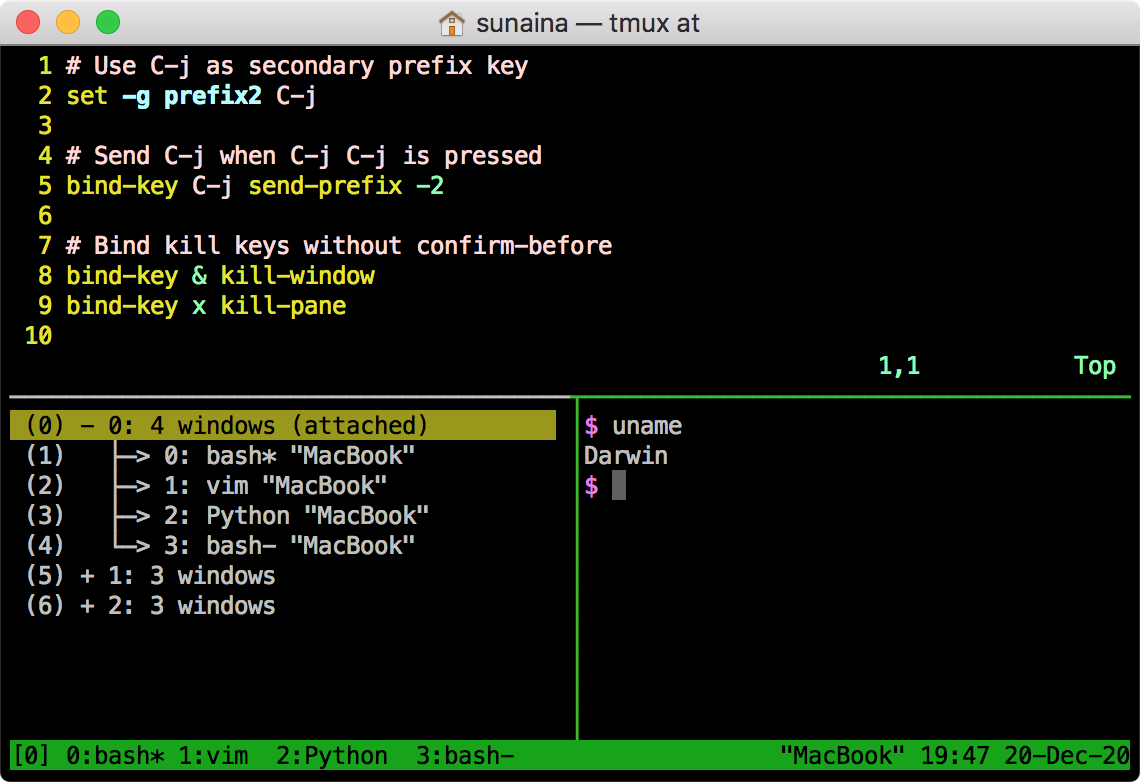 sunaina — tmux at
1 # Use C-j as secondary prefix key
2 set -g prefix2 C-j
3
4 # Send C-j when C-j C-j is pressed
5 bind-key C-j send-prefix -2
6
7 # Bind kill keys without confirm-before
8 bind-key & kill-window
9 bind-key x kill-pane
10
1,1 Top
(0) - 0: 4 windows (attached)
(1) ├─> 0: bash* "MacBook"
(2) ├─> 1: vim "MacBook"
(3) ├─> 2: Python "MacBook"
(4) └─> 3: bash- "MacBook"
(5) + 1: 3 windows
(6) + 2: 3 windows
$ uname
Darwin
$
[0] 0:bash* 1:vim 2:Python 3:bash- "MacBook" 19:47 20-Dec-20